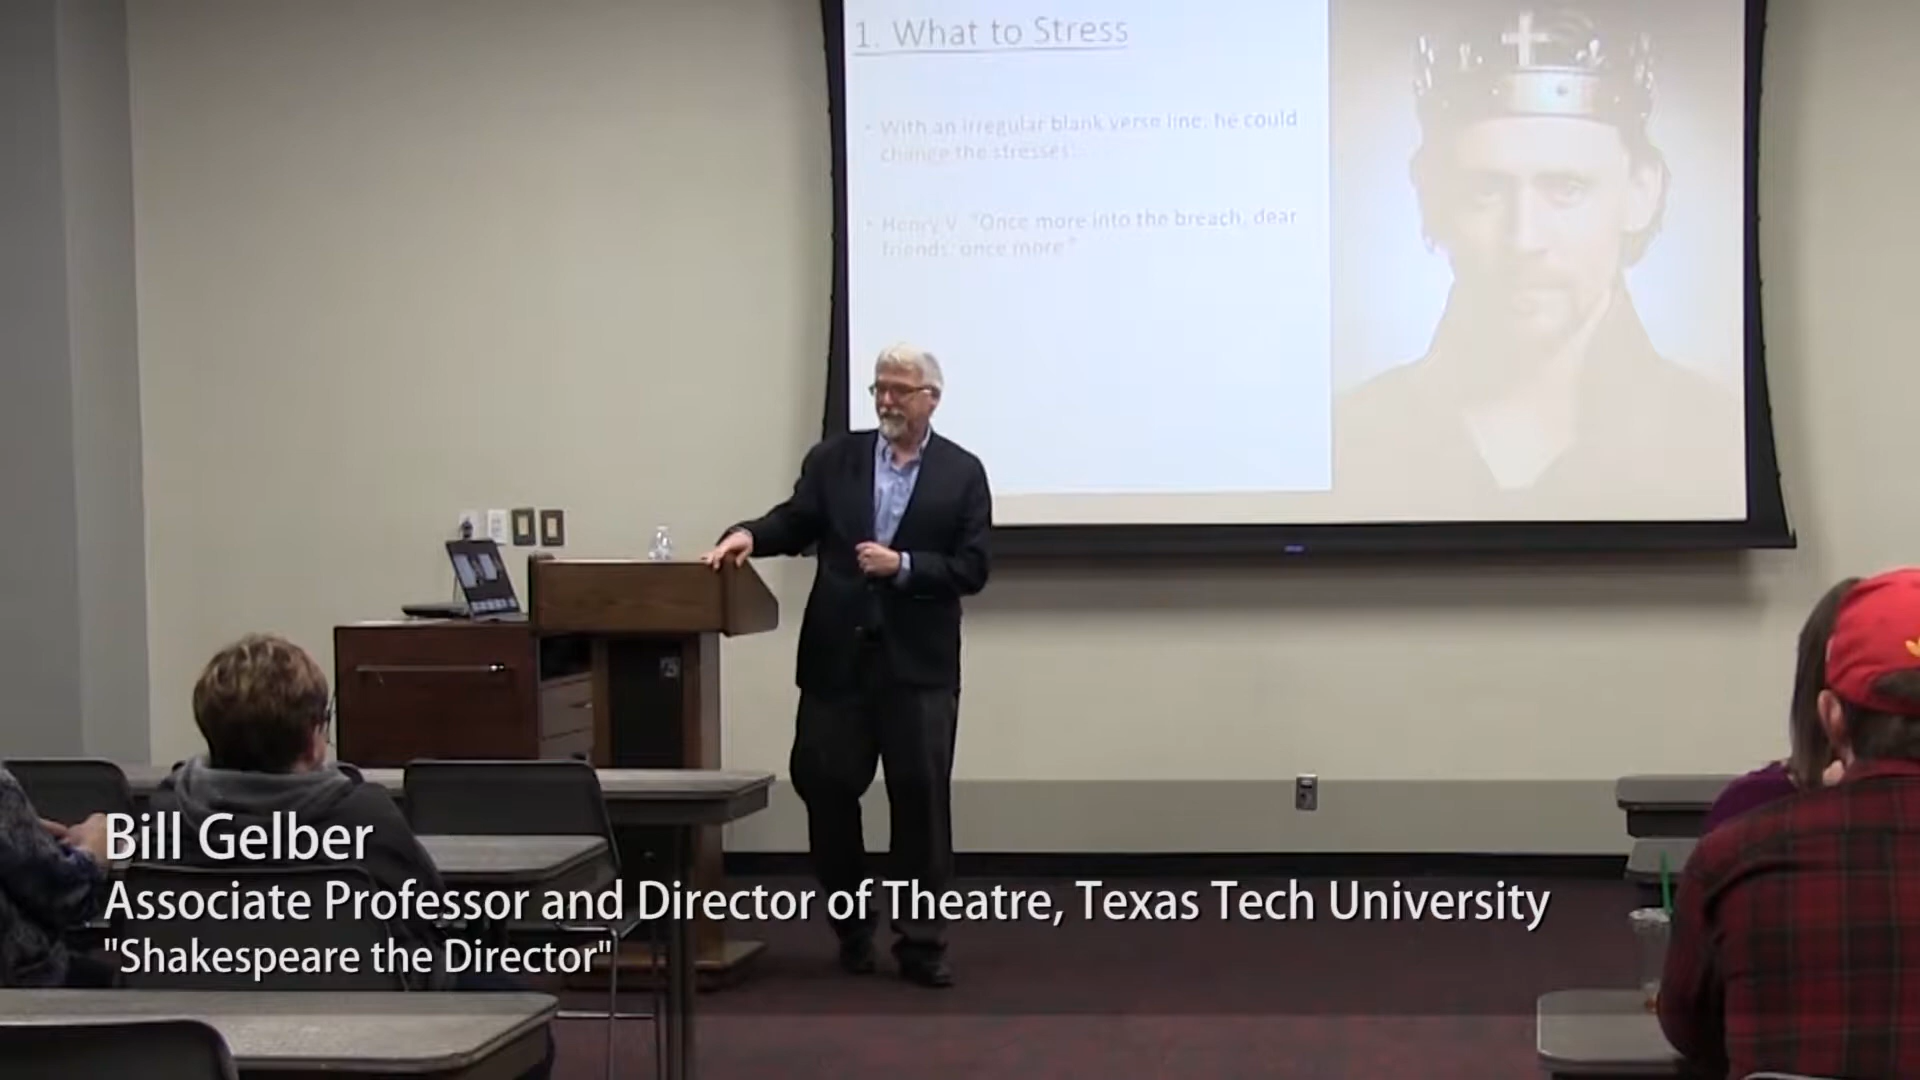 1. What to Stress
• With an irregular blank verse line, he could
change the stresses:
• Henry V. "Once more into the breach, dear
friends, once more"
Bill Gelber
Associate Professor and Director of Theatre, Texas Tech University
"Shakespeare the Director"